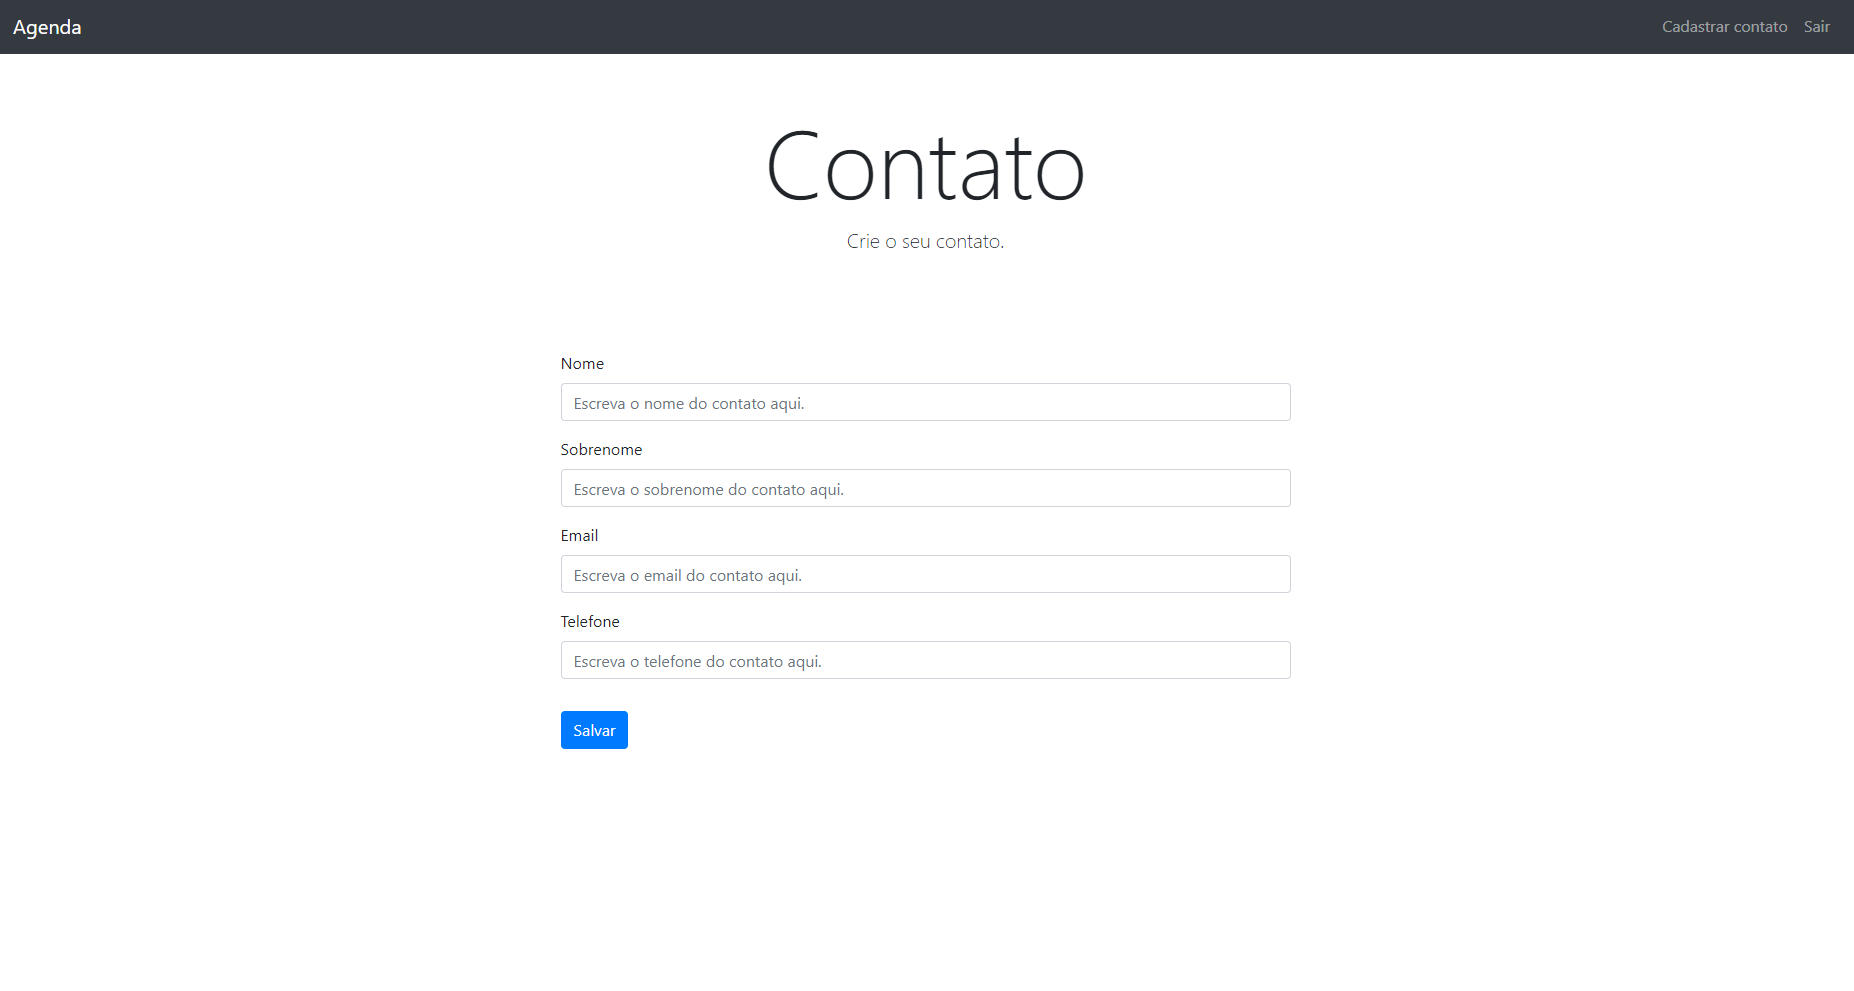 Agenda
Cadastrar contato
Sair
Contato
Crie o seu contato.
Nome
Escreva o nome do contato aqui.
Sobrenome
Escreva o sobrenome do contato aqui.
Email
Escreva o email do contato aqui.
Telefone
Escreva o telefone do contato aqui.
Salvar